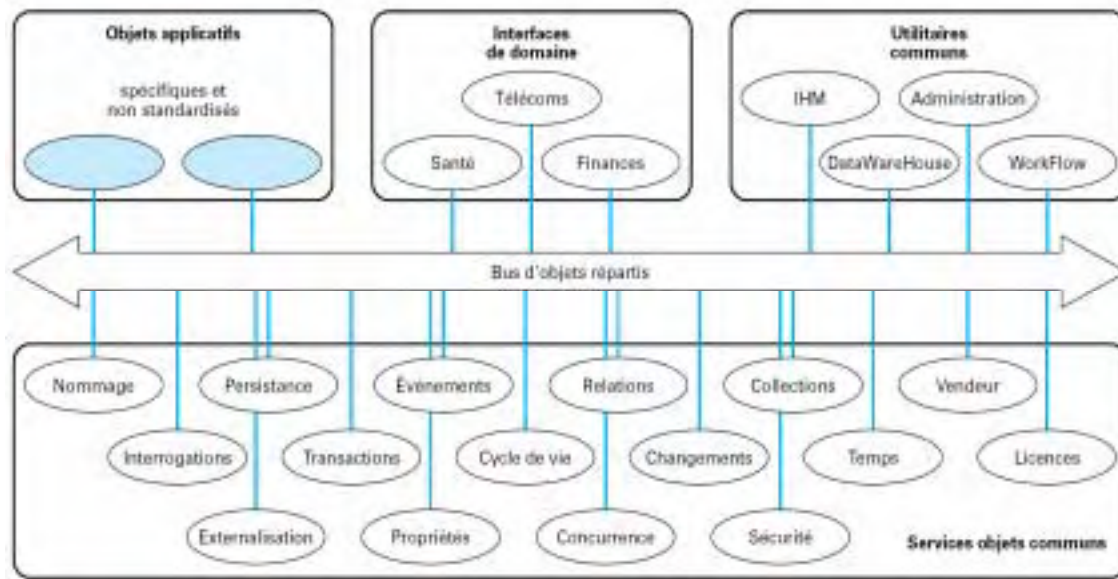 Objets applicatifs
spécifiques et
non standardisés
Interfaces
de domaine
Télécoms
Santé
Finances
Utilitaires
communs
IHM
Administration
DataWareHouse
WorkFlow
Bus d'objets répartis
Nommage
Persistance
Événements
Relations
Collections
Vendeur
Interrogations
Transactions
Cycle de vie
Changements
Temps
Licences
Externalisation
Propriétés
Concurrence
Sécurité
Services objets communs